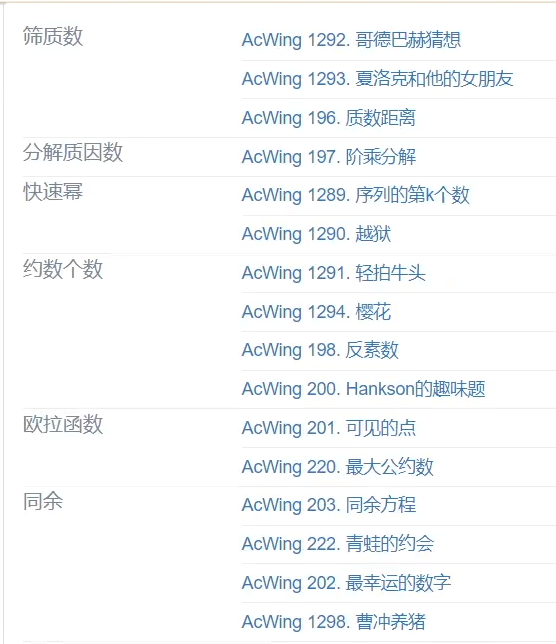 筛质数
AcWing 1292. 哥德巴赫猜想
AcWing 1293. 夏洛克和他的女朋友
AcWing 196. 质数距离
分解质因数
AcWing 197. 阶乘分解
快速幂
AcWing 1289. 序列的第k个数
AcWing 1290. 越狱
约数个数
AcWing 1291. 轻拍牛头
AcWing 1294. 樱花
AcWing 198. 反素数
AcWing 200. Hankson的趣味题
欧拉函数
AcWing 201. 可见的点
AcWing 220. 最大公约数
同余
AcWing 203. 同余方程
AcWing 222. 青蛙的约会
AcWing 202. 最幸运的数字
AcWing 1298. 曹冲养猪